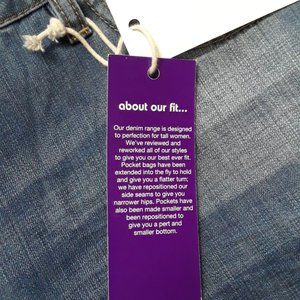 about our fit...
Our denim range is designed
to perfection for tall women.
We've reviewed and
reworked all of our styles
to give you our best ever fit.
Pocket bags have been
extended into the fly to hold
and give you a flatter tum;
we have repositioned our
side seams to give you
narrower hips. Pockets have
also been made smaller and
been repositioned to
give you a pert and
smaller bottom.